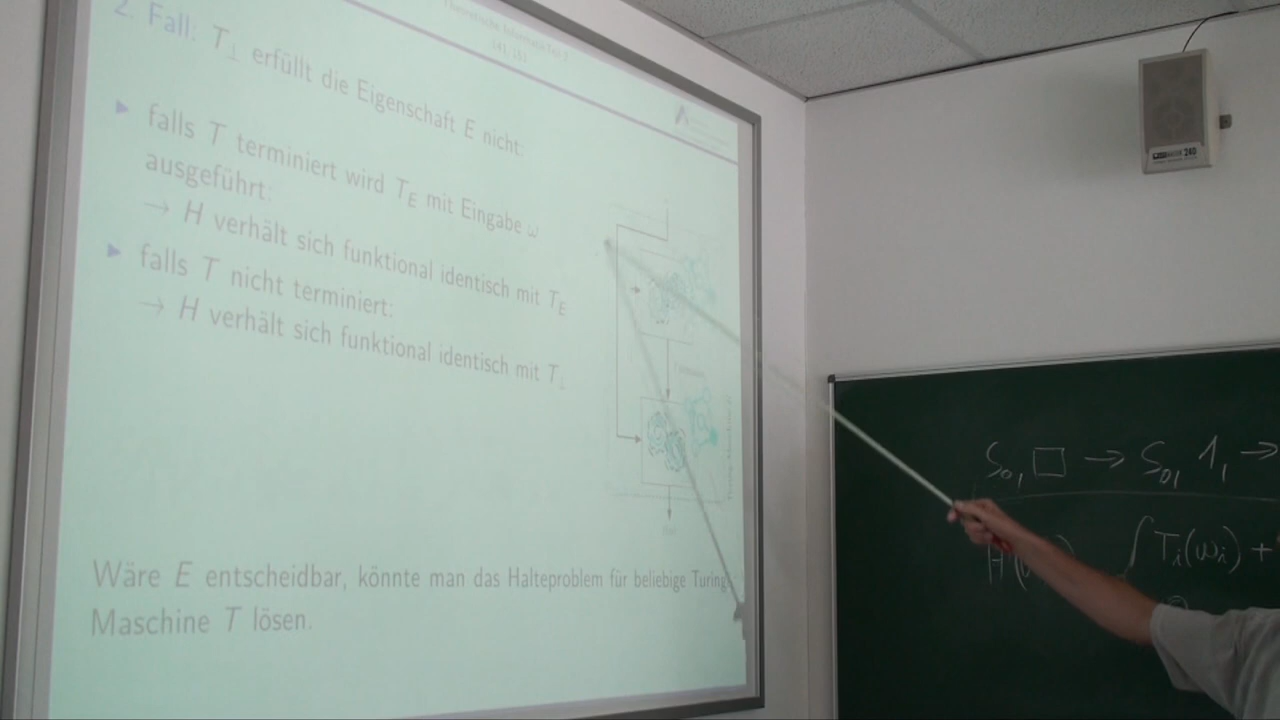 2. Fall: T⊥ erfüllt die Eigenschaft E nicht:
▶ falls T terminiert wird T_E mit Eingabe ω
ausgeführt:
→ H verhält sich funktional identisch mit T_E
▶ falls T nicht terminiert:
→ H verhält sich funktional identisch mit T⊥
Wäre E entscheidbar, könnte man das Halteproblem für beliebige Turing
Maschine T lösen.
240
S₀, □ → S₀, 1, →
H(
∫ T_i(ω_i) +